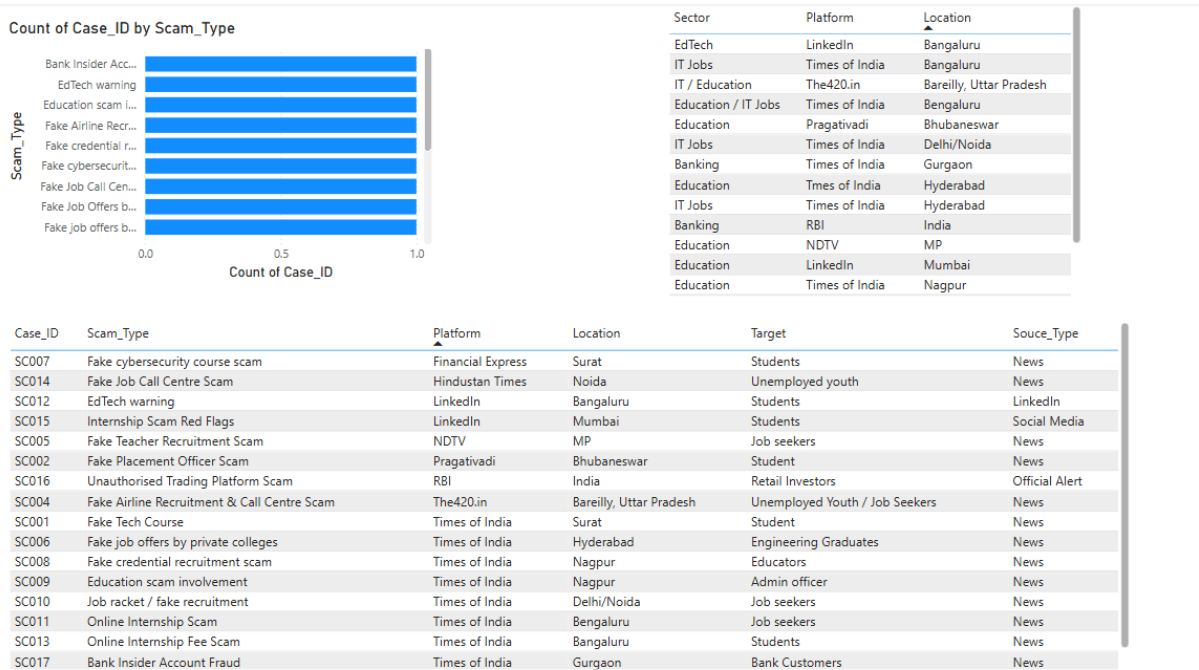 Count of Case_ID by Scam_Type
Scam_Type
Bank Insider Acc...
EdTech warning
Education scam i...
Fake Airline Recr...
Fake credential r...
Fake cybersecurit...
Fake Job Call Cen...
Fake Job Offers b...
Fake job offers b...
0.0 0.5 1.0
Count of Case_ID
Sector Platform Location
EdTech LinkedIn Bangaluru
IT Jobs Times of India Bangaluru
IT / Education The420.in Bareilly, Uttar Pradesh
Education / IT Jobs Times of India Bengaluru
Education Pragativadi Bhubaneswar
IT Jobs Times of India Delhi/Noida
Banking Times of India Gurgaon
Education Tmes of India Hyderabad
IT Jobs Times of India Hyderabad
Banking RBI India
Education NDTV MP
Education LinkedIn Mumbai
Education Times of India Nagpur
Case_ID Scam_Type Platform Location Target Souce_Type
SC007 Fake cybersecurity course scam Financial Express Surat Students News
SC014 Fake Job Call Centre Scam Hindustan Times Noida Unemployed youth News
SC012 EdTech warning LinkedIn Bangaluru Students LinkedIn
SC015 Internship Scam Red Flags LinkedIn Mumbai Students Social Media
SC005 Fake Teacher Recruitment Scam NDTV MP Job seekers News
SC002 Fake Placement Officer Scam Pragativadi Bhubaneswar Student News
SC016 Unauthorised Trading Platform Scam RBI India Retail Investors Official Alert
SC004 Fake Airline Recruitment & Call Centre Scam The420.in Bareilly, Uttar Pradesh Unemployed Youth / Job Seekers News
SC001 Fake Tech Course Times of India Surat Student News
SC006 Fake job offers by private colleges Times of India Hyderabad Engineering Graduates News
SC008 Fake credential recruitment scam Times of India Nagpur Educators News
SC009 Education scam involvement Times of India Nagpur Admin officer News
SC010 Job racket / fake recruitment Times of India Delhi/Noida Job seekers News
SC011 Online Internship Scam Times of India Bengaluru Job seekers News
SC013 Online Internship Fee Scam Times of India Bangaluru Students News
SC017 Bank Insider Account Fraud Times of India Gurgaon Bank Customers News